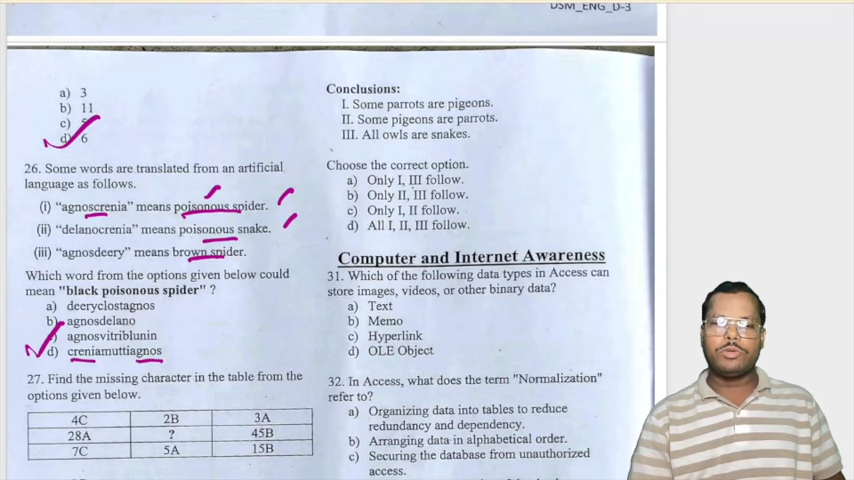 DSM_ENG_D-3
a) 3
b) 11
c)
d) 6
26. Some words are translated from an artificial
language as follows.
(i) “agnoscrenia” means poisonous spider.
(ii) “delanocrenia” means poisonous snake.
(iii) “agnosdeery” means brown spider.
Which word from the options given below could
mean "black poisonous spider" ?
a) deeryclostagnos
b) agnosdelano
agnosvitriblunin
d) creniamuttiagnos
27. Find the missing character in the table from the
options given below.
4C 2B 3A
28A ? 45B
7C 5A 15B
Conclusions:
I. Some parrots are pigeons.
II. Some pigeons are parrots.
III. All owls are snakes.
Choose the correct option.
a) Only I, III follow.
b) Only II, III follow.
c) Only I, II follow.
d) All I, II, III follow.
Computer and Internet Awareness
31. Which of the following data types in Access can
store images, videos, or other binary data?
a) Text
b) Memo
c) Hyperlink
d) OLE Object
32. In Access, what does the term "Normalization"
refer to?
a) Organizing data into tables to reduce
redundancy and dependency.
b) Arranging data in alphabetical order.
c) Securing the database from unauthorized
access.